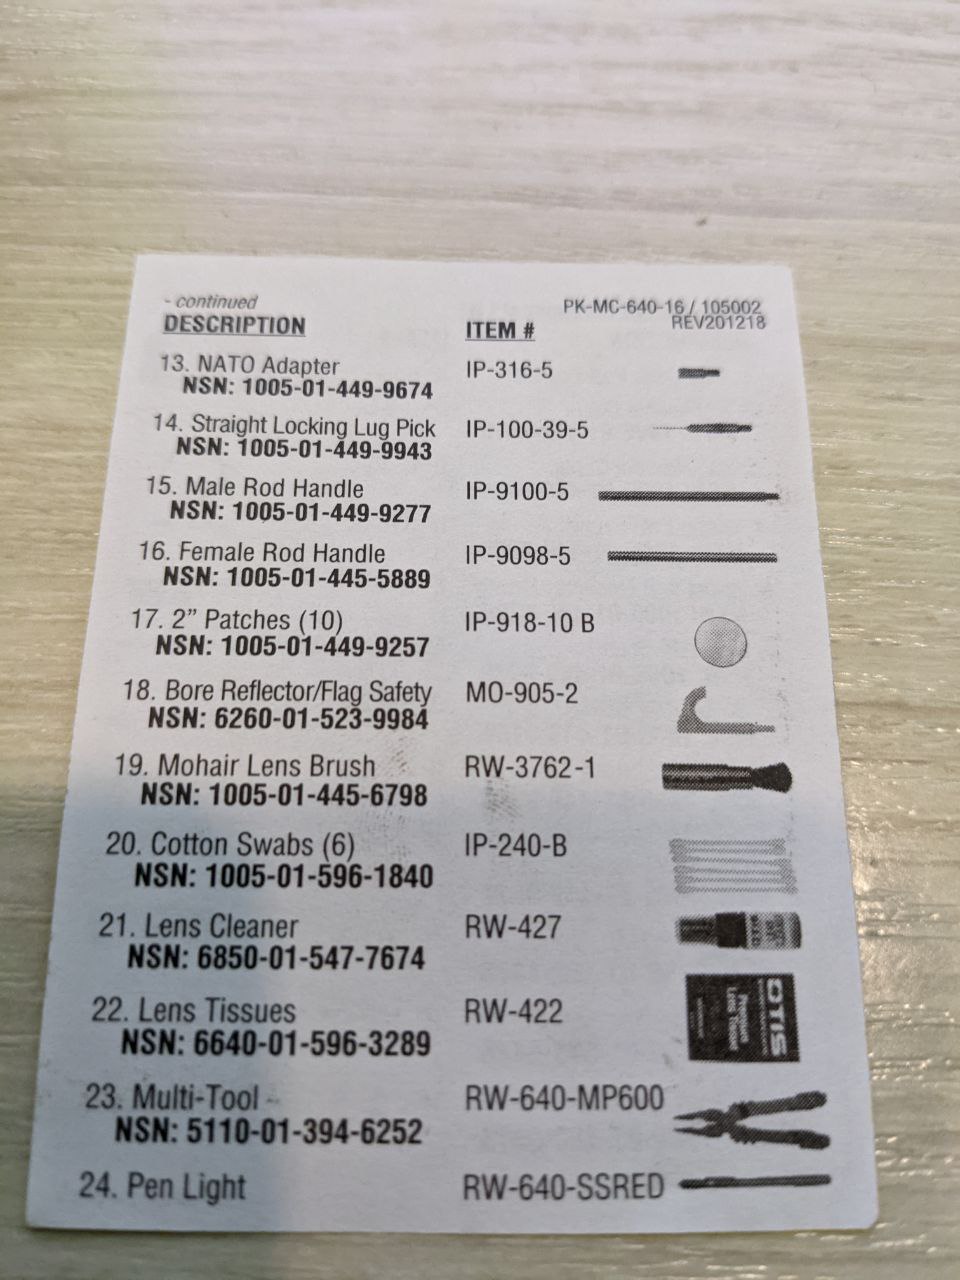 - continued
PK-MC-640-16 / 105002
REV201218
DESCRIPTION ITEM #
13. NATO Adapter IP-316-5
NSN: 1005-01-449-9674
14. Straight Locking Lug Pick IP-100-39-5
NSN: 1005-01-449-9943
15. Male Rod Handle IP-9100-5
NSN: 1005-01-449-9277
16. Female Rod Handle IP-9098-5
NSN: 1005-01-445-5889
17. 2” Patches (10) IP-918-10 B
NSN: 1005-01-449-9257
18. Bore Reflector/Flag Safety MO-905-2
NSN: 6260-01-523-9984
19. Mohair Lens Brush RW-3762-1
NSN: 1005-01-445-6798
20. Cotton Swabs (6) IP-240-B
NSN: 1005-01-596-1840
21. Lens Cleaner RW-427
NSN: 6850-01-547-7674
22. Lens Tissues RW-422
NSN: 6640-01-596-3289
OTIS
23. Multi-Tool RW-640-MP600
NSN: 5110-01-394-6252
24. Pen Light RW-640-SSRED